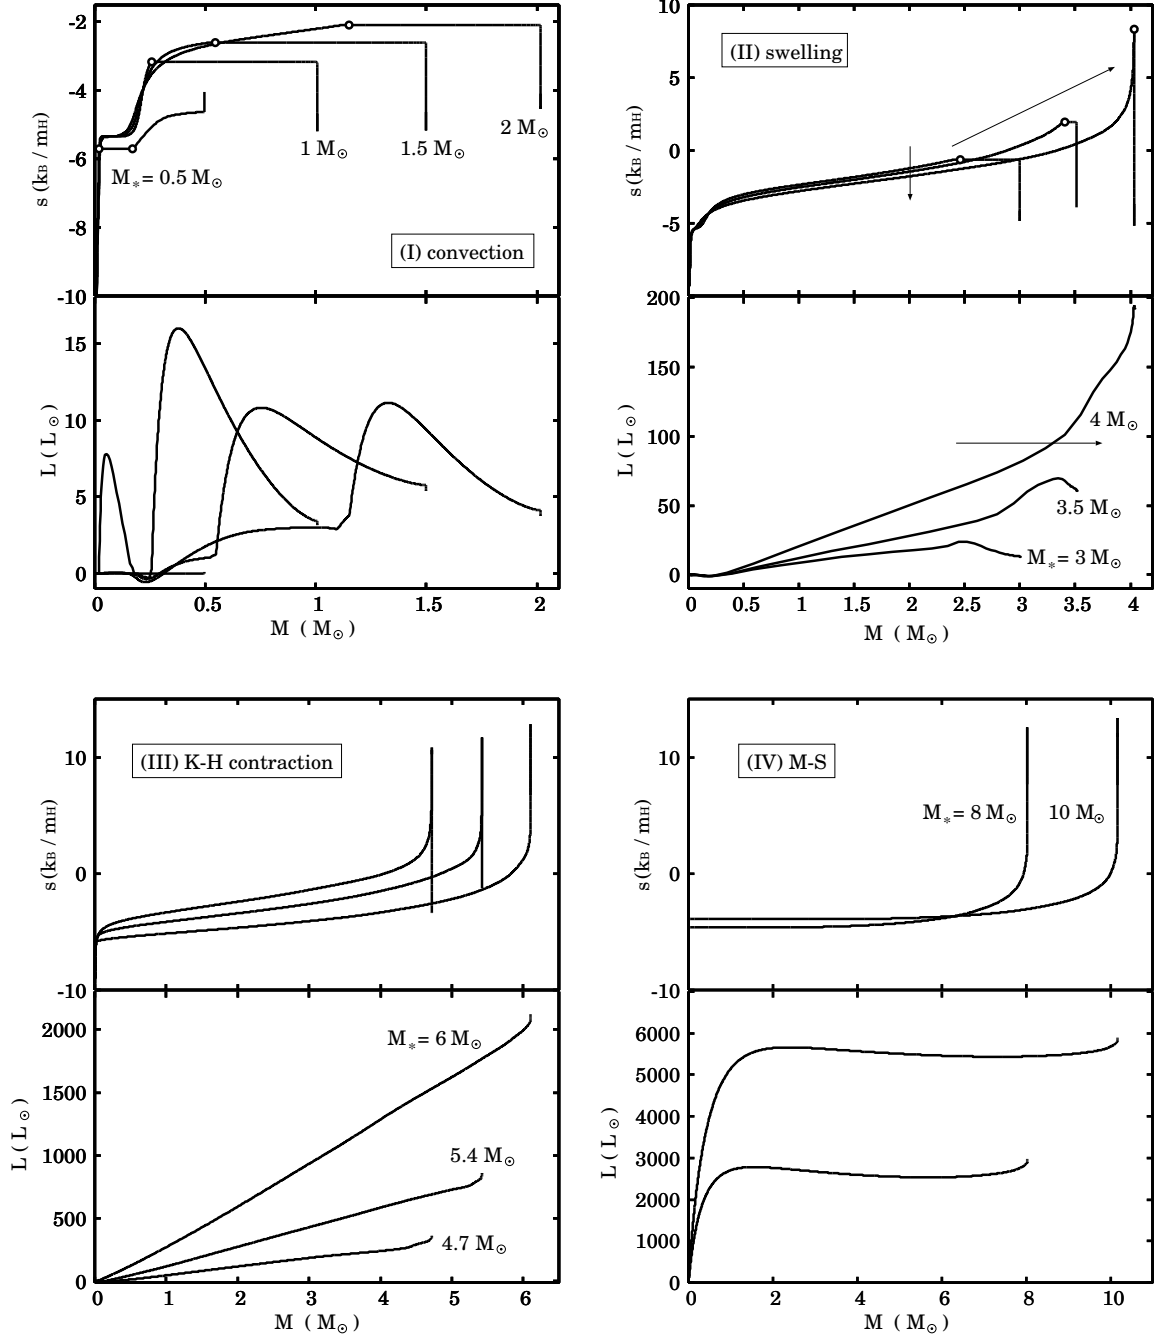 -2
-4
-6
-8
-10
s (kB / mH)
M* = 0.5 M⊙
1 M⊙
1.5 M⊙
2 M⊙
(I) convection
15
10
5
0
L ( L⊙ )
0 0.5 1 1.5 2
M ( M⊙ )
10
5
0
-5
s (kB / mH)
(II) swelling
200
150
100
50
0
L ( L⊙ )
4 M⊙
3.5 M⊙
M* = 3 M⊙
0 0.5 1 1.5 2 2.5 3 3.5 4
M ( M⊙ )
10
0
-10
s (kB / mH)
(III) K-H contraction
2000
1500
1000
500
0
L ( L⊙ )
M* = 6 M⊙
5.4 M⊙
4.7 M⊙
0 1 2 3 4 5 6
M ( M⊙ )
10
0
-10
s (kB / mH)
(IV) M-S
M* = 8 M⊙
10 M⊙
6000
5000
4000
3000
2000
1000
0
L ( L⊙ )
0 2 4 6 8 10
M ( M⊙ )